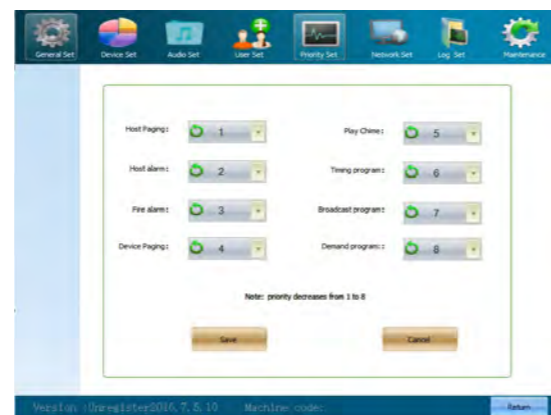 General Set Device Set Audio Set User Set Priority Set Network Set Log Set Maintenance
Host Paging: 1 Play Chime: 5
Host alarm: 2 Timing program: 6
Fire alarm: 3 Broadcast program: 7
Device Paging: 4 Demand program:: 8
Note: priority decreases from 1 to 8
Save Cancel
Version :Unregister2016.7.5.10 Machine code: Return